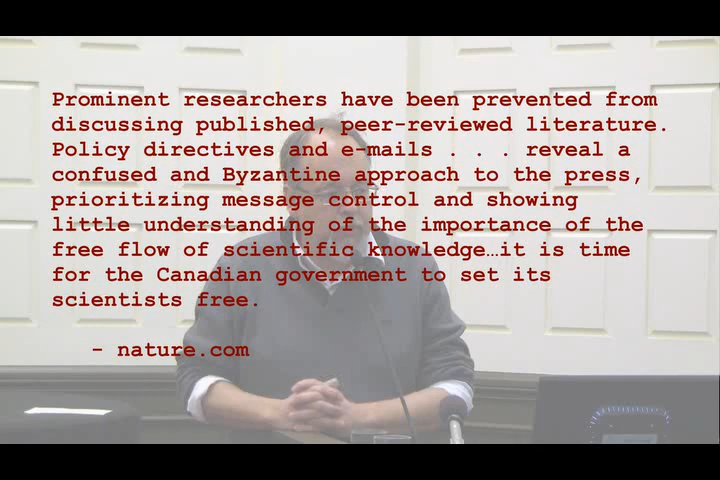 Prominent researchers have been prevented from
discussing published, peer-reviewed literature.
Policy directives and e-mails . . . reveal a
confused and Byzantine approach to the press,
prioritizing message control and showing
little understanding of the importance of the
free flow of scientific knowledge…it is time
for the Canadian government to set its
scientists free.
- nature.com